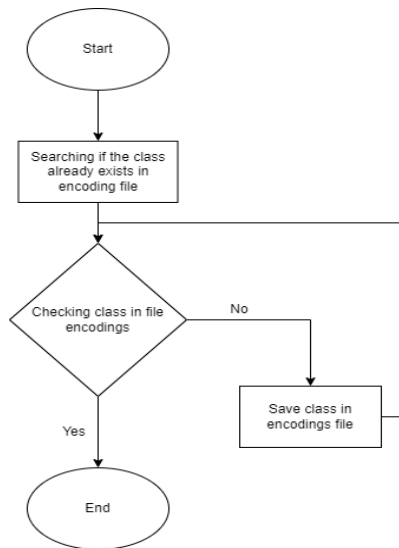 Start
Searching if the class
already exists in
encoding file
Checking class in file
encodings
No
Save class in
encodings file
Yes
End